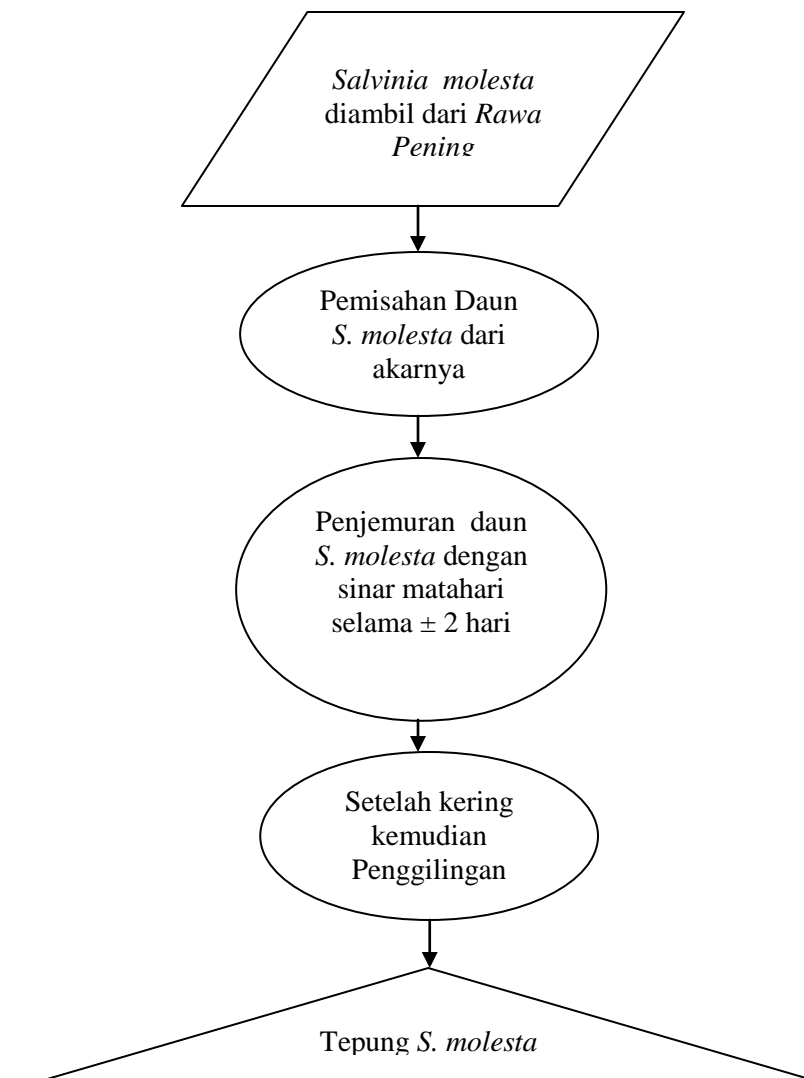 Salvinia molesta
diambil dari Rawa
Pening
Pemisahan Daun
S. molesta dari
akarnya
Penjemuran daun
S. molesta dengan
sinar matahari
selama ± 2 hari
Setelah kering
kemudian
Penggilingan
Tepung S. molesta